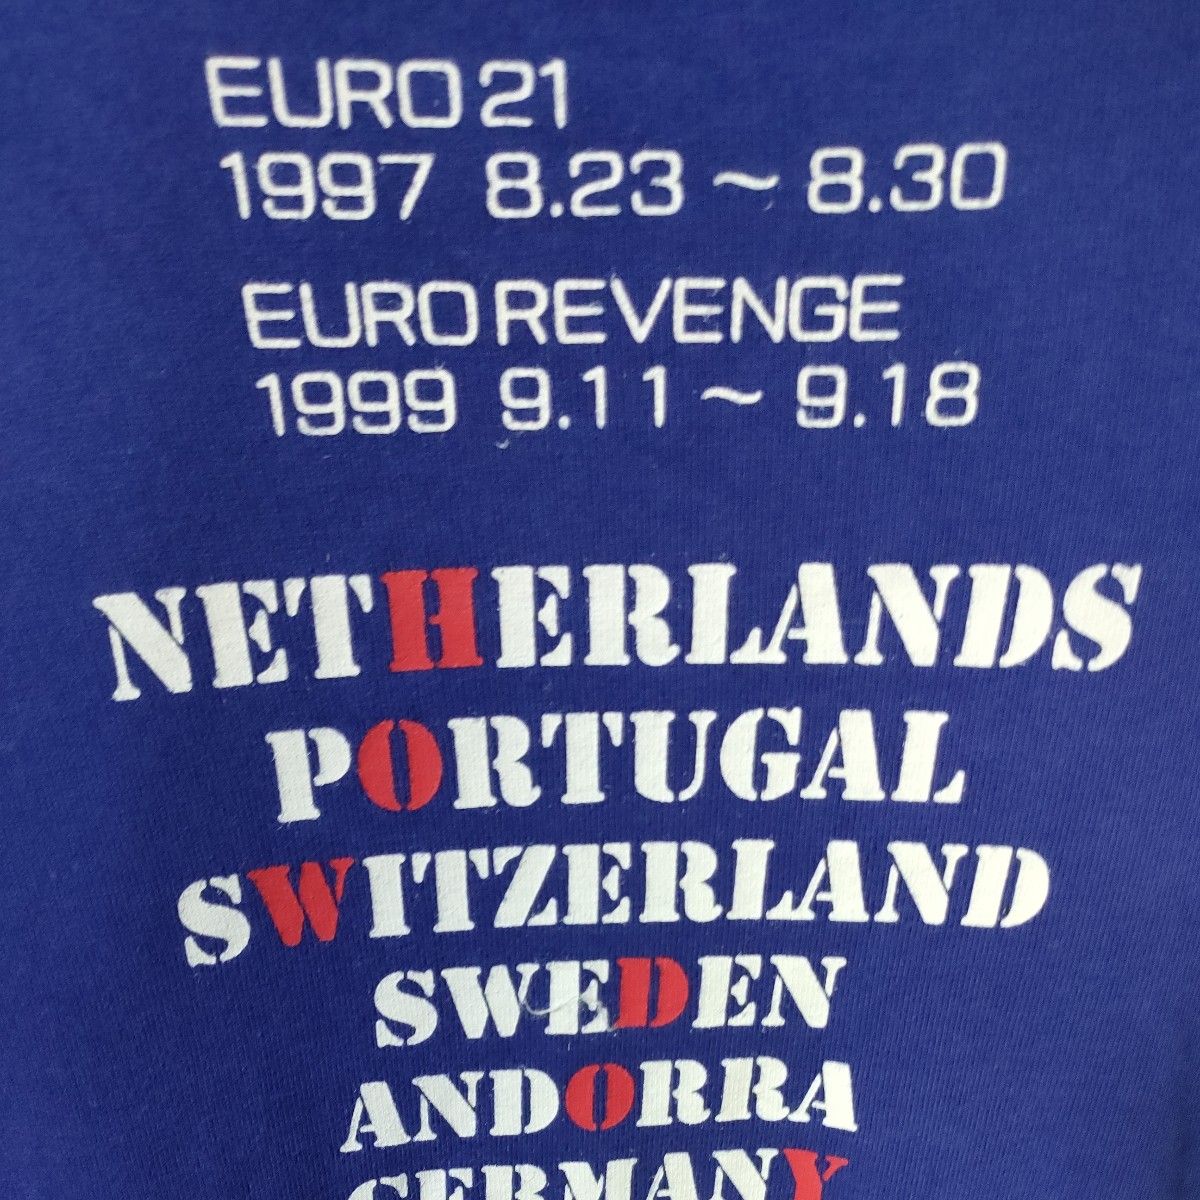 EURO 21
1997 8.23 ~ 8.30
EURO REVENGE
1999 9.11 ~ 9.18
NETHERLANDS
PORTUGAL
SWITZERLAND
SWEDEN
ANDORRA
GERMANY